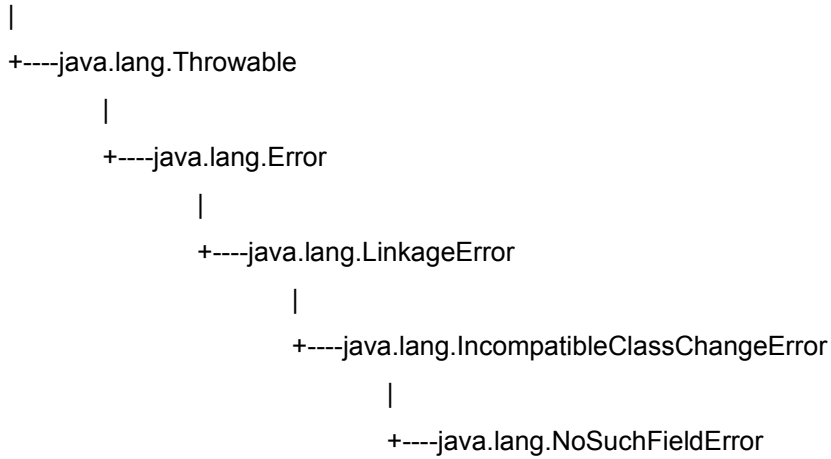 |
+----java.lang.Throwable
|
+----java.lang.Error
|
+----java.lang.LinkageError
|
+----java.lang.IncompatibleClassChangeError
|
+----java.lang.NoSuchFieldError